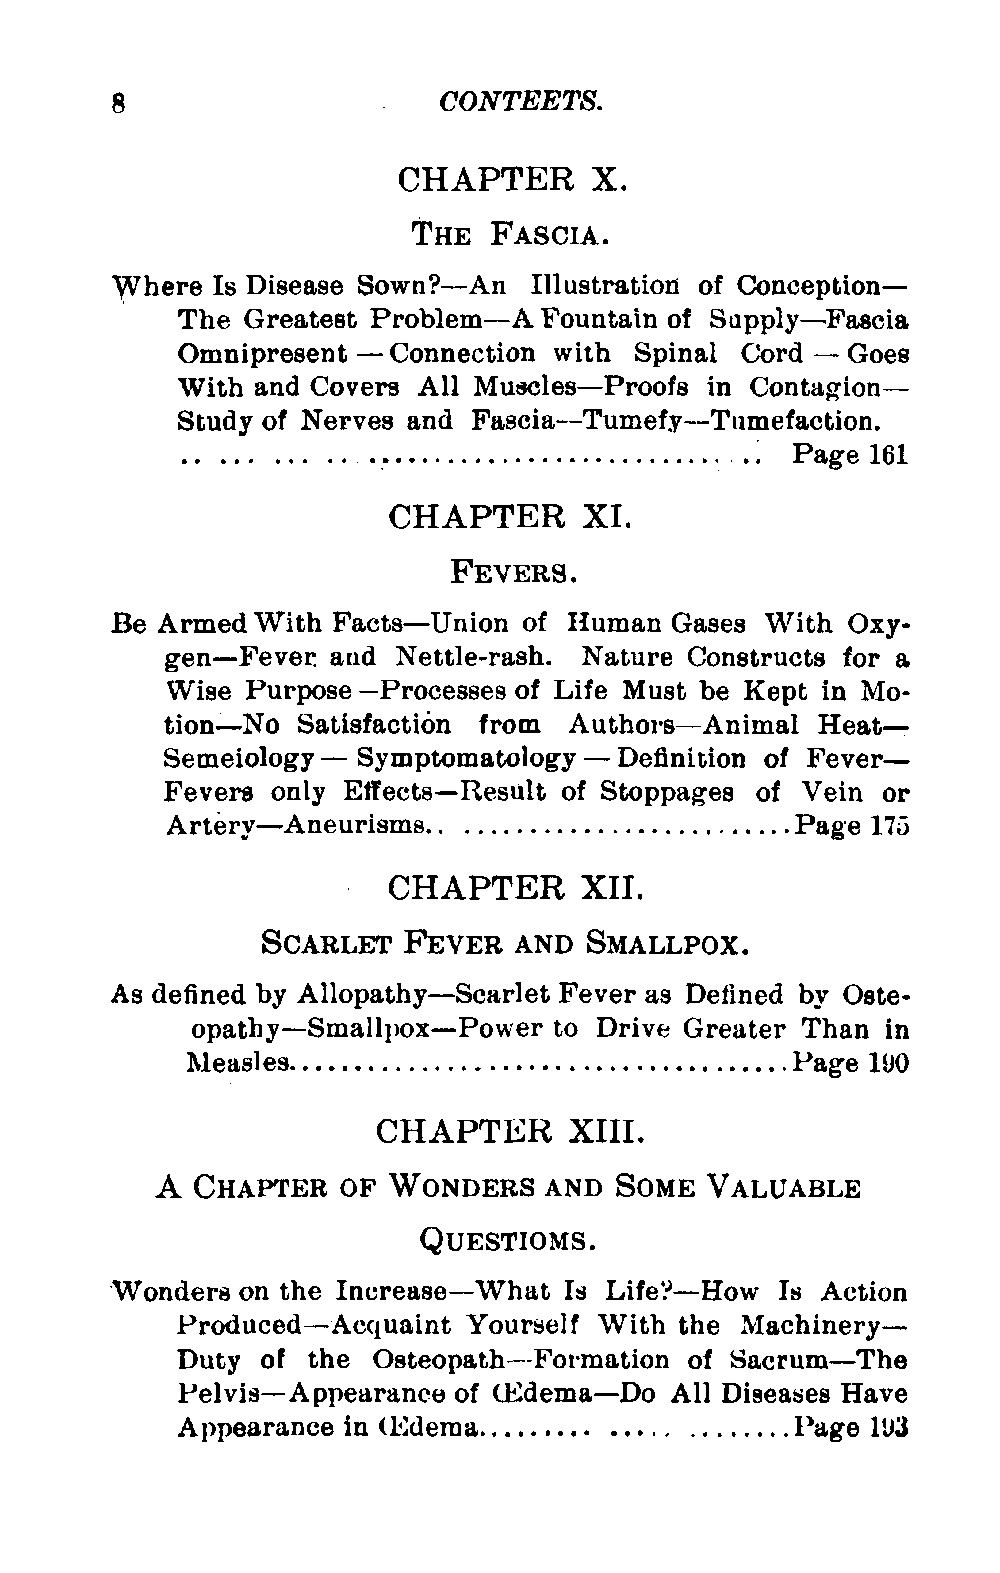 8 CONTEETS.
CHAPTER X.
THE FASCIA.
Where Is Disease Sown?—An Illustration of Conception—
The Greatest Problem—A Fountain of Supply—Fascia
Omnipresent — Connection with Spinal Cord — Goes
With and Covers All Muscles—Proofs in Contagion—
Study of Nerves and Fascia—Tumefy—Tumefaction.
.. ... ... .. .............................. .. Page 161
CHAPTER XI.
FEVERS.
Be Armed With Facts—Union of Human Gases With Oxy-
gen—Fever and Nettle-rash. Nature Constructs for a
Wise Purpose—Processes of Life Must be Kept in Mo-
tion—No Satisfaction from Authors—Animal Heat—
Semeiology — Symptomatology — Definition of Fever—
Fevers only Effects—Result of Stoppages of Vein or
Artery—Aneurisms.. .........................Page 175
CHAPTER XII.
SCARLET FEVER AND SMALLPOX.
As defined by Allopathy—Scarlet Fever as Defined by Oste-
opathy—Smallpox—Power to Drive Greater Than in
Measles......................................Page 190
CHAPTER XIII.
A CHAPTER OF WONDERS AND SOME VALUABLE
QUESTIOMS.
Wonders on the Increase—What Is Life?—How Is Action
Produced—Acquaint Yourself With the Machinery—
Duty of the Osteopath—Formation of Sacrum—The
Pelvis—Appearance of Œdema—Do All Diseases Have
Appearance in Œdema......... ..... ........Page 193